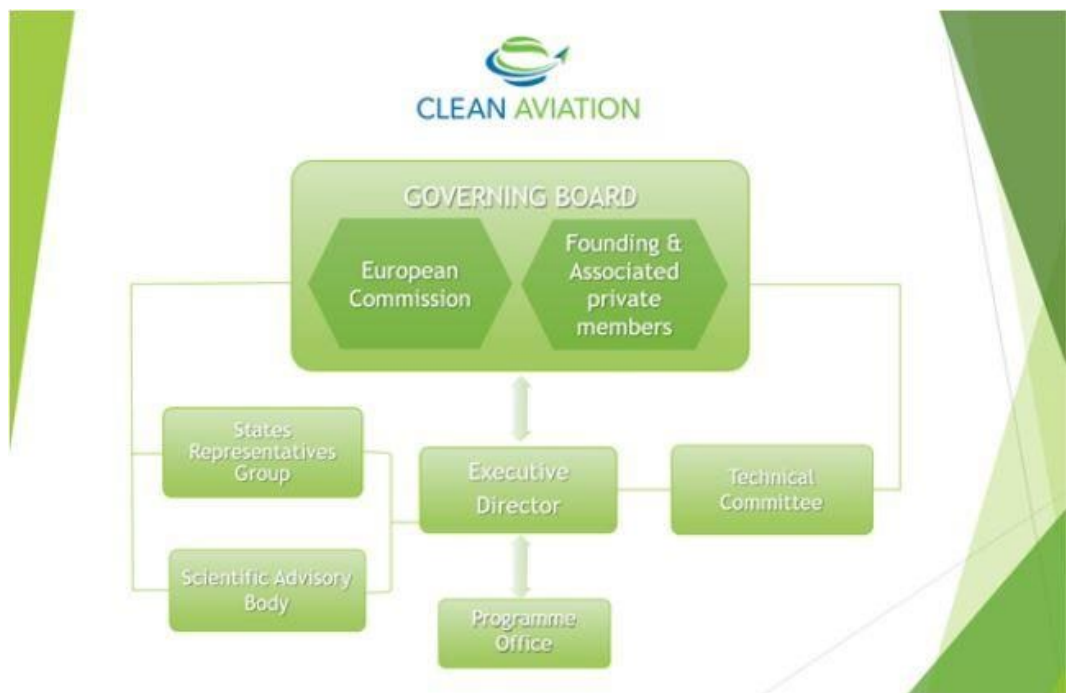 CLEAN AVIATION
GOVERNING BOARD
European
Commission
Founding &
Associated
private
members
States
Representatives
Group
Executive
Director
Technical
Committee
Scientific Advisory
Body
Programme
Office